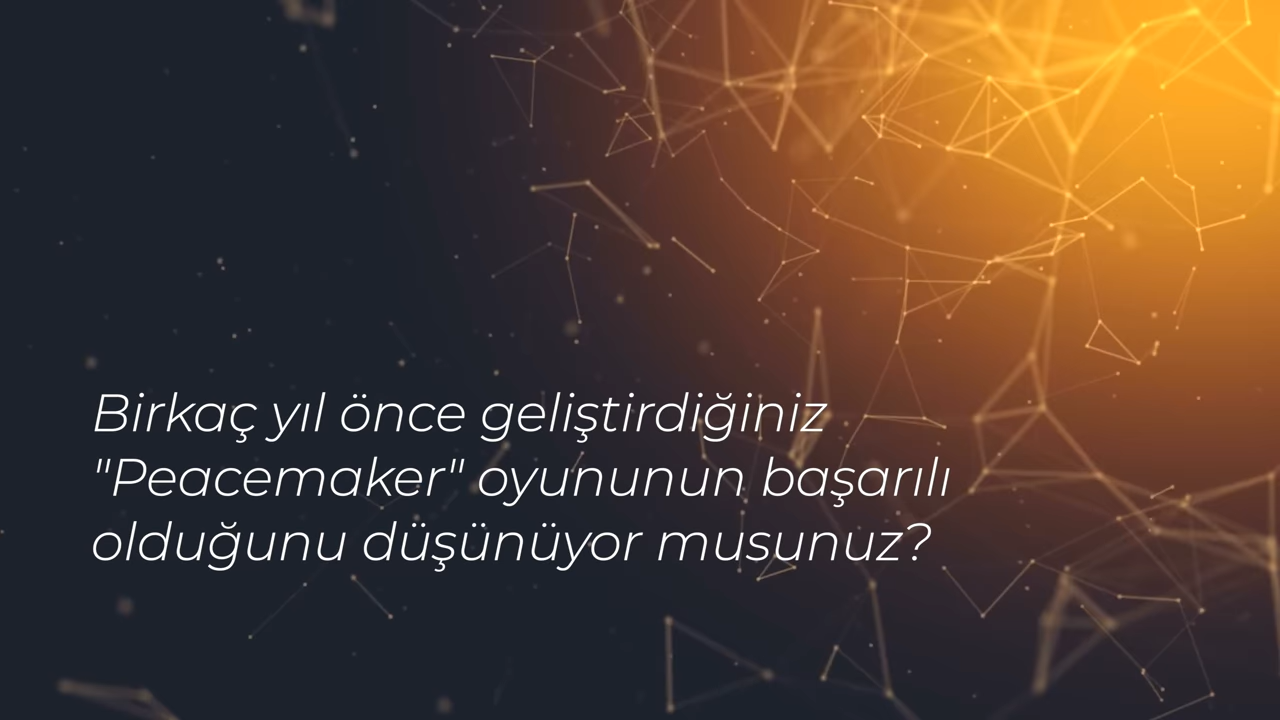 Birkaç yıl önce geliştirdiğiniz
"Peacemaker" oyununun başarılı
olduğunu düşünüyor musunuz?